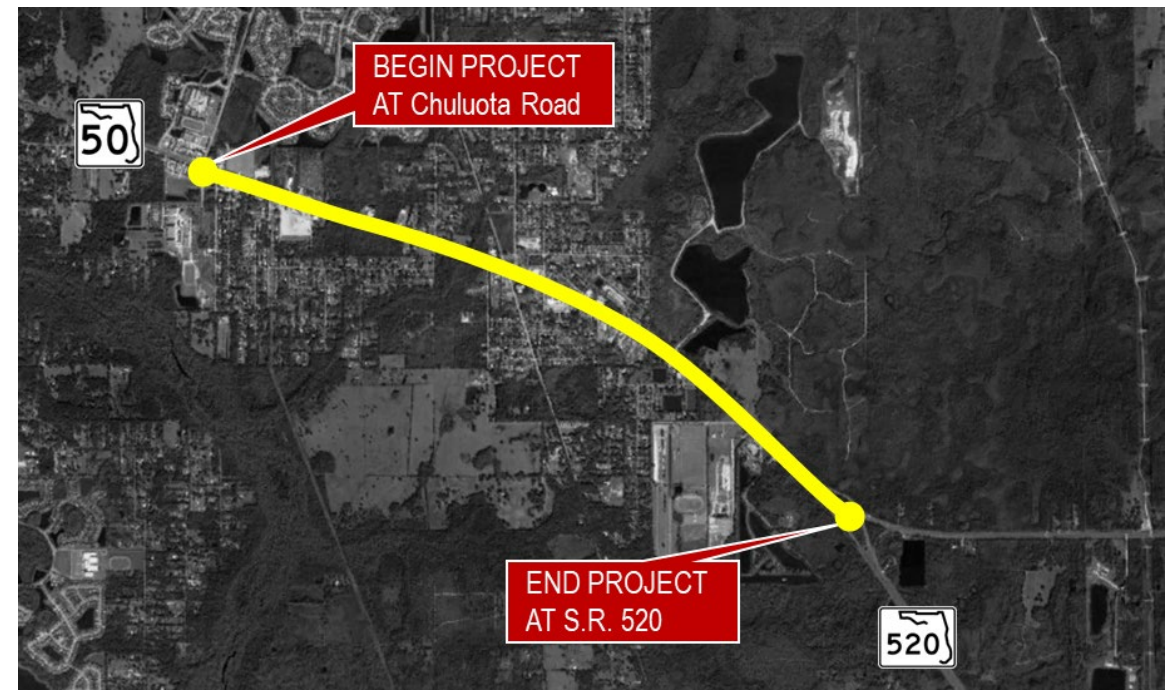 BEGIN PROJECT
AT Chuluota Road
50
END PROJECT
AT S.R. 520
520